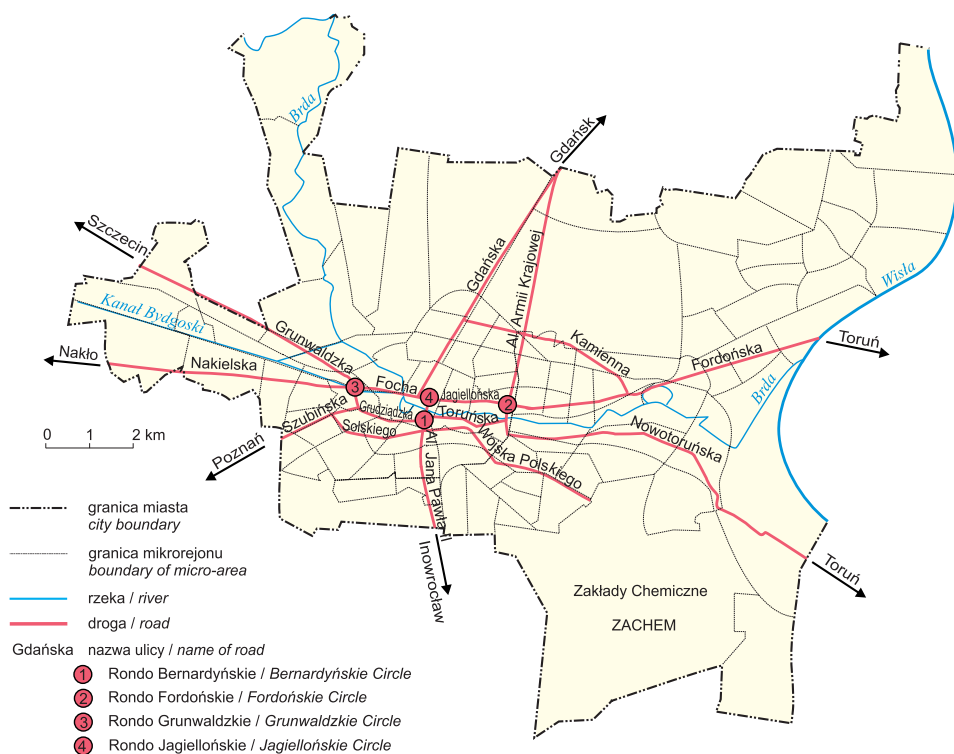 Gdańsk
Brda
Szczecin
Gdańska
Al. Armii Krajowej
Wisła
Kanał Bydgoski
Grunwaldzka
Kamienna
Toruń
Nakło
Nakielska
Fordońska
3
Focha
4
Jagiellońska
2
Brda
Szubińska
Grudziądzka
1
Toruńska
Nowotoruńska
0 1 2 km
Solskiego
Wojska Polskiego
Poznań
Al. Jana Pawła II
Inowrocław
Toruń
Zakłady Chemiczne
ZACHEM
granica miasta
city boundary
granica mikrorejonu
boundary of micro-area
rzeka / river
droga / road
Gdańska nazwa ulicy / name of road
1 Rondo Bernardyńskie / Bernardyńskie Circle
2 Rondo Fordońskie / Fordońskie Circle
3 Rondo Grunwaldzkie / Grunwaldzkie Circle
4 Rondo Jagiellońskie / Jagiellońskie Circle